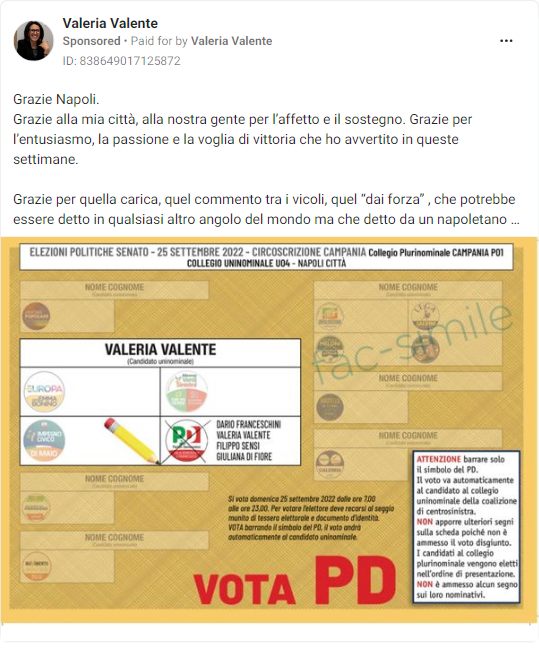 Valeria Valente
Sponsored • Paid for by Valeria Valente
ID: 838649017125872
Grazie Napoli.
Grazie alla mia città, alla nostra gente per l’affetto e il sostegno. Grazie per
l’entusiasmo, la passione e la voglia di vittoria che ho avvertito in queste
settimane.
Grazie per quella carica, quel commento tra i vicoli, quel “dai forza” , che potrebbe
essere detto in qualsiasi altro angolo del mondo ma che detto da un napoletano ...
ELEZIONI POLITICHE SENATO - 25 SETTEMBRE 2022 - CIRCOSCRIZIONE CAMPANIA Collegio Plurinominale CAMPANIA P01
COLLEGIO UNINOMINALE U04 - NAPOLI CITTÀ
NOME COGNOME
(Candidato uninominale)
NOME COGNOME
(Candidato uninominale)
fac-simile
VALERIA VALENTE
(Candidato uninominale)
EUROPA
EMMA
BONINO
IMPEGNO
CIVICO
DI MAIO
PD
DARIO FRANCESCHINI
VALERIA VALENTE
FILIPPO SENSI
GIULIANA DI FIORE
NOME COGNOME
(Candidato uninominale)
NOME COGNOME
(Candidato uninominale)
NOME COGNOME
(Candidato uninominale)
NOME COGNOME
(Candidato uninominale)
Si vota domenica 25 settembre 2022 dalle ore 7.00
alle ore 23.00. Per votare l'elettore deve recarsi al seggio
munito di tessera elettorale e documento d'identità.
VOTA barrando il simbolo del PD, il voto andrà
automaticamente al candidato uninominale.
VOTA PD
ATTENZIONE barrare solo
il simbolo del PD.
Il voto va automaticamente
al candidato al collegio
uninominale della coalizione
di centrosinistra.
NON apporre ulteriori segni
sulla scheda poiché non è
ammesso il voto disgiunto.
I candidati al collegio
plurinominale vengono eletti
nell'ordine di presentazione.
NON è ammesso alcun segno
sui loro nominativi.